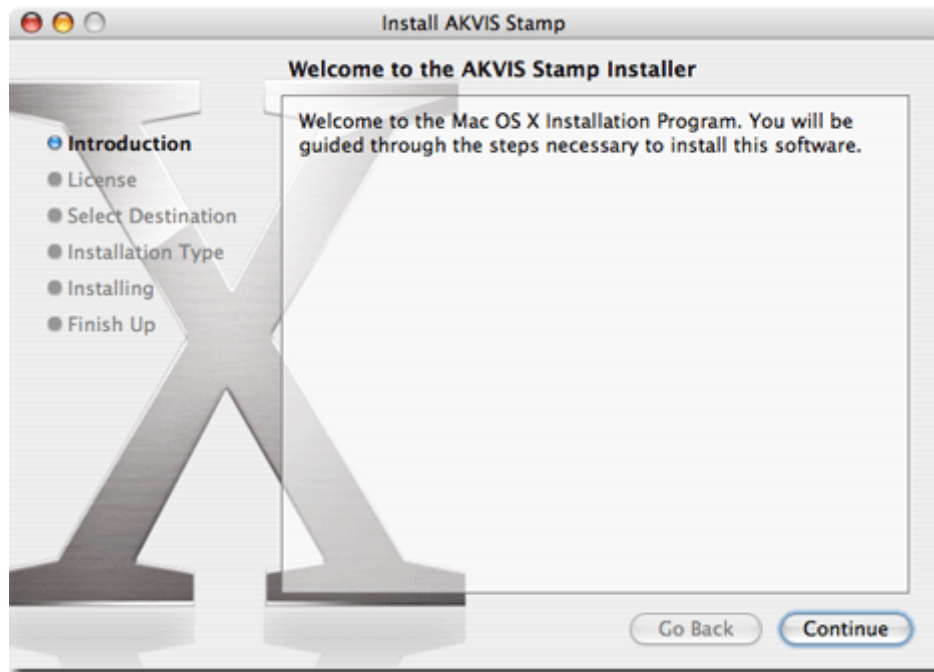 Install AKVIS Stamp
Welcome to the AKVIS Stamp Installer
Introduction
License
Select Destination
Installation Type
Installing
Finish Up
Welcome to the Mac OS X Installation Program. You will be
guided through the steps necessary to install this software.
Go Back
Continue